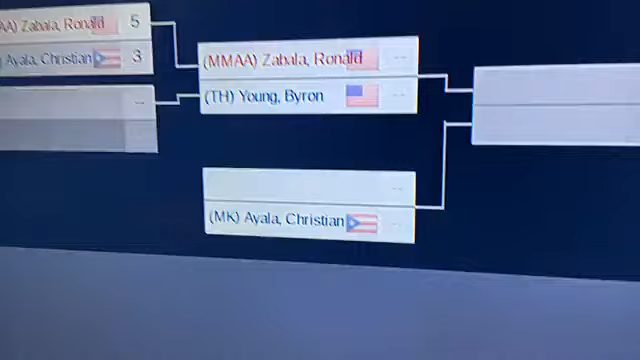 AA) Zabala, Ronald 5
Ayala, Christian 3
--
(MMAA) Zabala, Ronald --
(TH) Young, Byron --
--
(MK) Ayala, Christian --